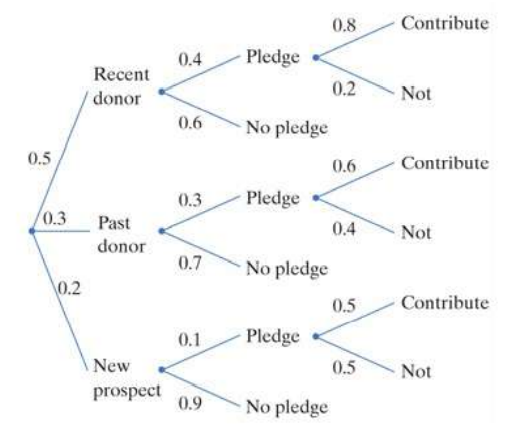 0.8 Contribute
0.4 Pledge
Recent
donor
0.2 Not
0.6 No pledge
0.5
0.6 Contribute
0.3 Pledge
0.3 Past
donor
0.4 Not
0.7 No pledge
0.2
0.5 Contribute
0.1 Pledge
New
prospect
0.5 Not
0.9 No pledge